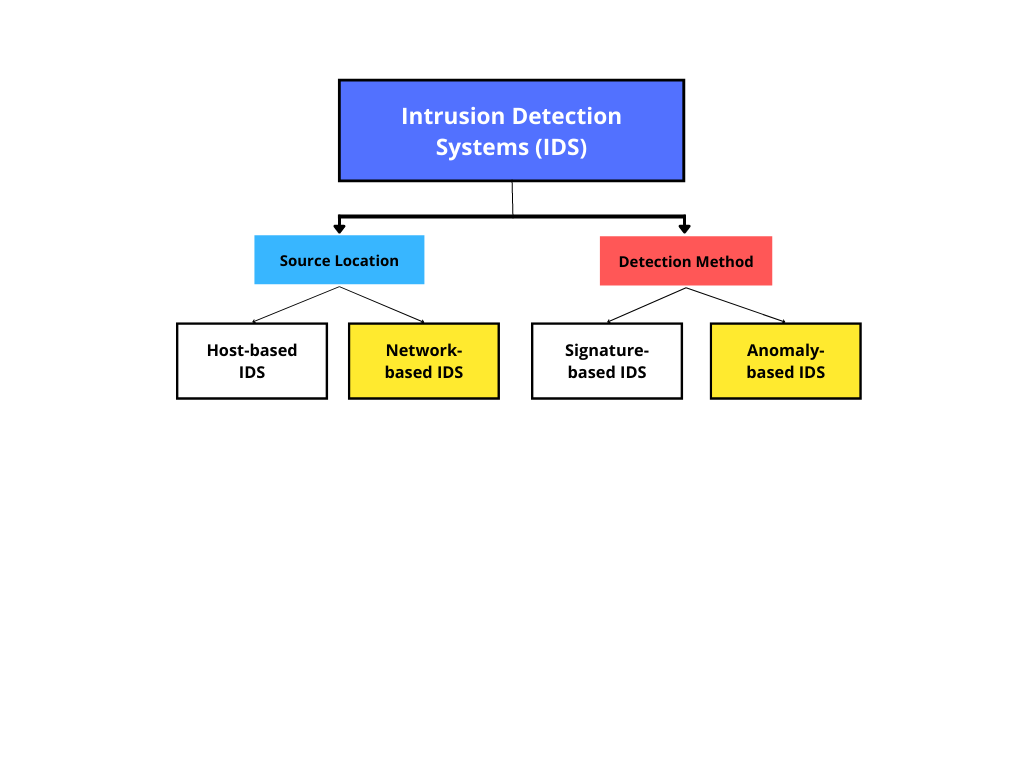 Intrusion Detection
Systems (IDS)
Source Location
Detection Method
Host-based
IDS
Network-
based IDS
Signature-
based IDS
Anomaly-
based IDS